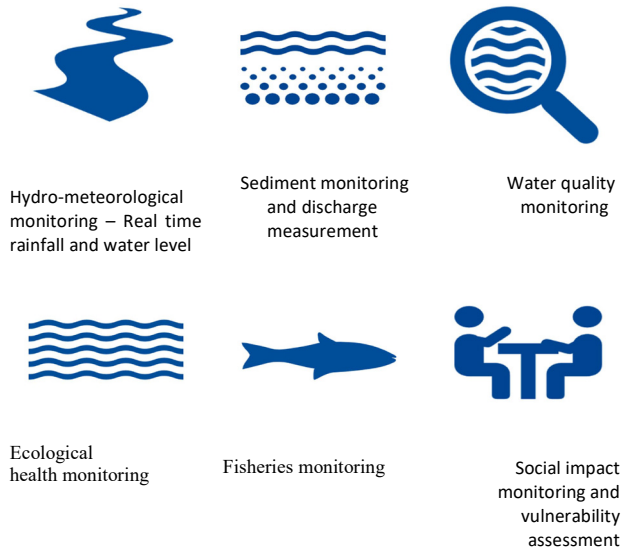 Hydro-meteorological
monitoring – Real time
rainfall and water level
Sediment monitoring
and discharge
measurement
Water quality
monitoring
Ecological
health monitoring
Fisheries monitoring
Social impact
monitoring and
vulnerability
assessment